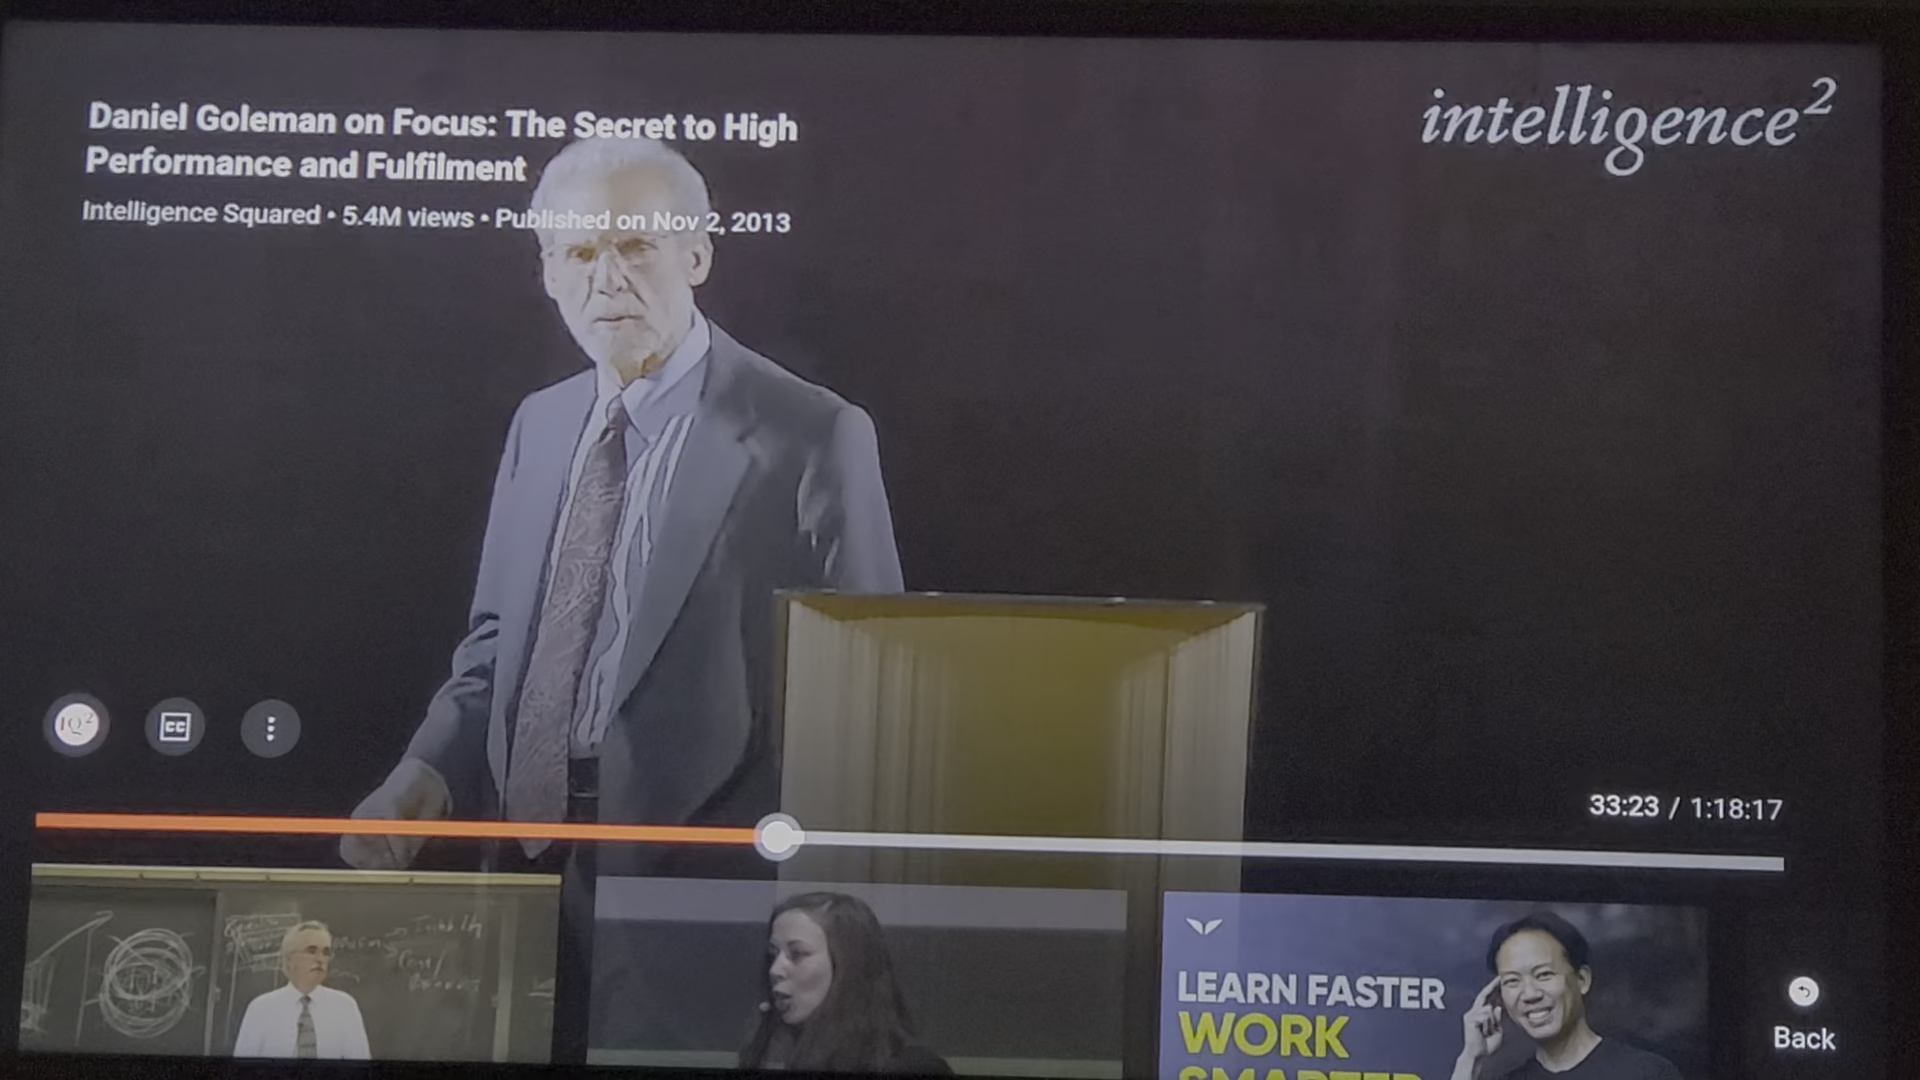 Daniel Goleman on Focus: The Secret to High
Performance and Fulfilment
Intelligence Squared • 5.4M views • Published on Nov 2, 2013
intelligence²
IQ²
CC
33:23 / 1:18:17
LEARN FASTER
WORK
SMARTER
Back